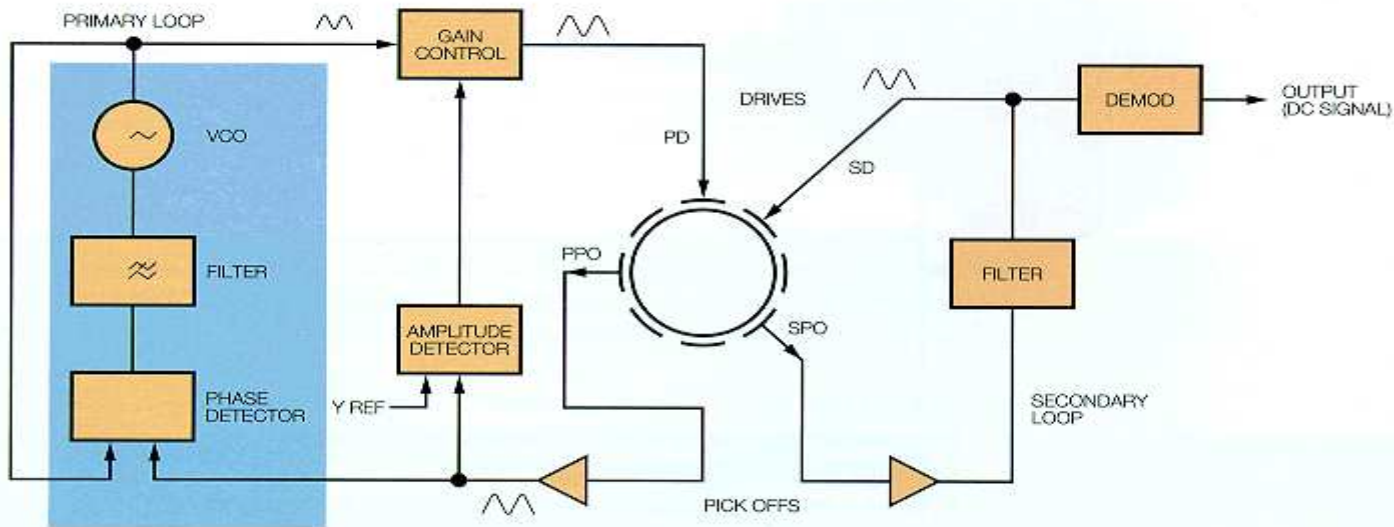 PRIMARY LOOP
GAIN
CONTROL
VCO
FILTER
PHASE
DETECTOR
AMPLITUDE
DETECTOR
Y REF
PPO
PD
DRIVES
SD
DEMOD
OUTPUT
(DC SIGNAL)
FILTER
SPO
SECONDARY
LOOP
PICK OFFS